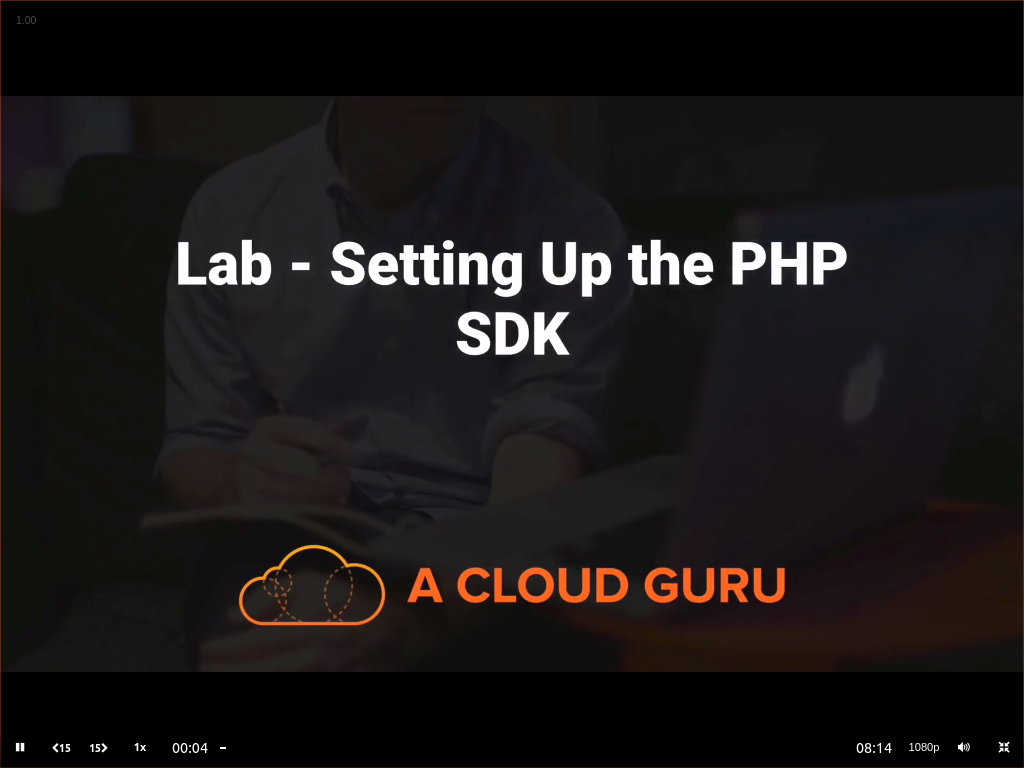 1.00
Lab - Setting Up the PHP
SDK
A CLOUD GURU
15 15 1x 00:04 08:14 1080p